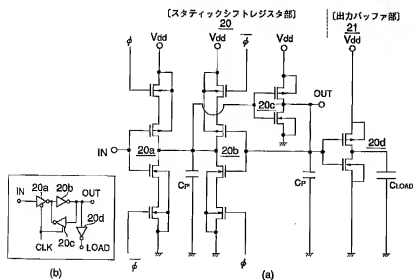 〔スタティックシフトレジスタ部〕
20
〔出力バッファ部〕
21
φ
Vdd
Vdd
φ
Vdd
Vdd
OUT
20c
IN
20a
20b
20d
CP
CP
CLOAD
φ
φ
(a)
IN 20a 20b OUT
20d
CLK 20c LOAD
(b)